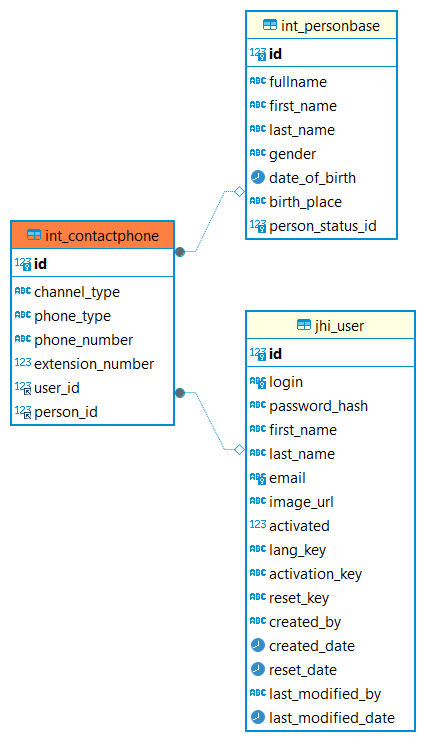 int_personbase
123 id
ABC fullname
ABC first_name
ABC last_name
ABC gender
date_of_birth
ABC birth_place
123 person_status_id
int_contactphone
123 id
ABC channel_type
ABC phone_type
ABC phone_number
123 extension_number
123 user_id
123 person_id
jhi_user
123 id
ABC login
ABC password_hash
ABC first_name
ABC last_name
ABC email
ABC image_url
123 activated
ABC lang_key
ABC activation_key
ABC reset_key
ABC created_by
created_date
reset_date
ABC last_modified_by
last_modified_date